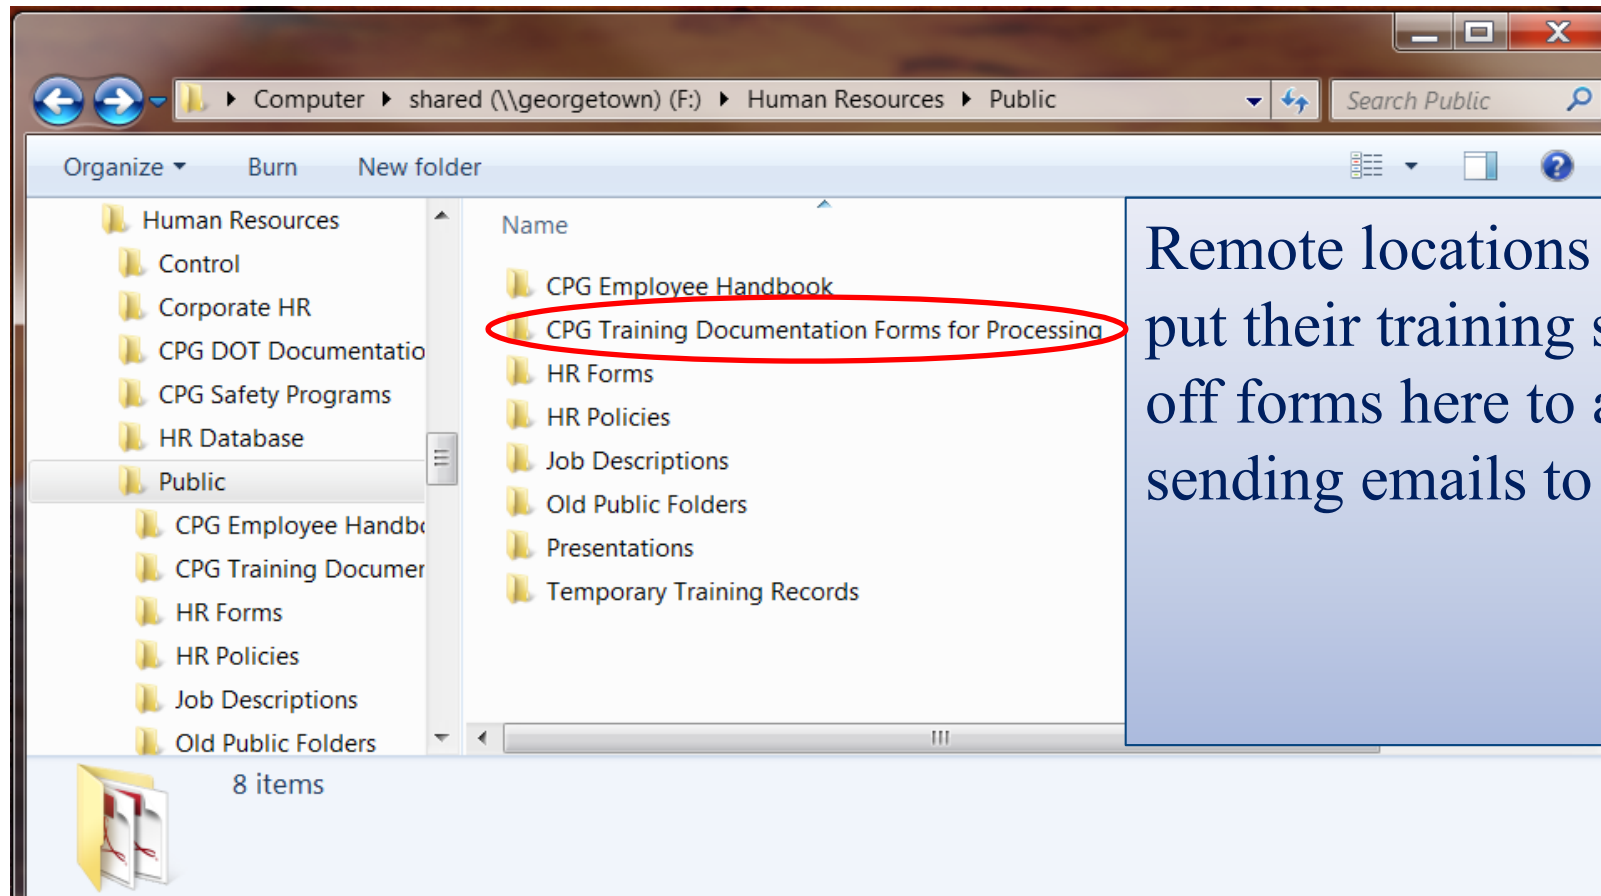 Computer shared (\\georgetown) (F:) Human Resources Public
Search Public
Organize Burn New folder
Human Resources
Control
Corporate HR
CPG DOT Documentatio
CPG Safety Programs
HR Database
Public
CPG Employee Handb
CPG Training Documen
HR Forms
HR Policies
Job Descriptions
Old Public Folders
Name
CPG Employee Handbook
CPG Training Documentation Forms for Processing
HR Forms
HR Policies
Job Descriptions
Old Public Folders
Presentations
Temporary Training Records
Remote locations
put their training s
off forms here to a
sending emails to
8 items